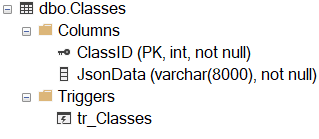 dbo.Classes
Columns
ClassID (PK, int, not null)
JsonData (varchar(8000), not null)
Triggers
tr_Classes